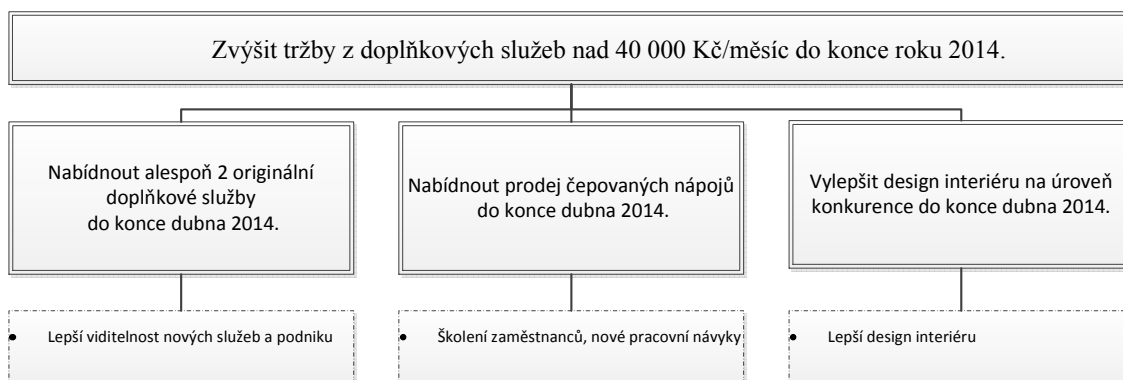 Zvýšit tržby z doplňkových služeb nad 40 000 Kč/měsíc do konce roku 2014.
Nabídnout alespoň 2 originální
doplňkové služby
do konce dubna 2014.
Nabídnout prodej čepovaných nápojů
do konce dubna 2014.
Vylepšit design interiéru na úroveň
konkurence do konce dubna 2014.
• Lepší viditelnost nových služeb a podniku
• Školení zaměstnanců, nové pracovní návyky
• Lepší design interiéru